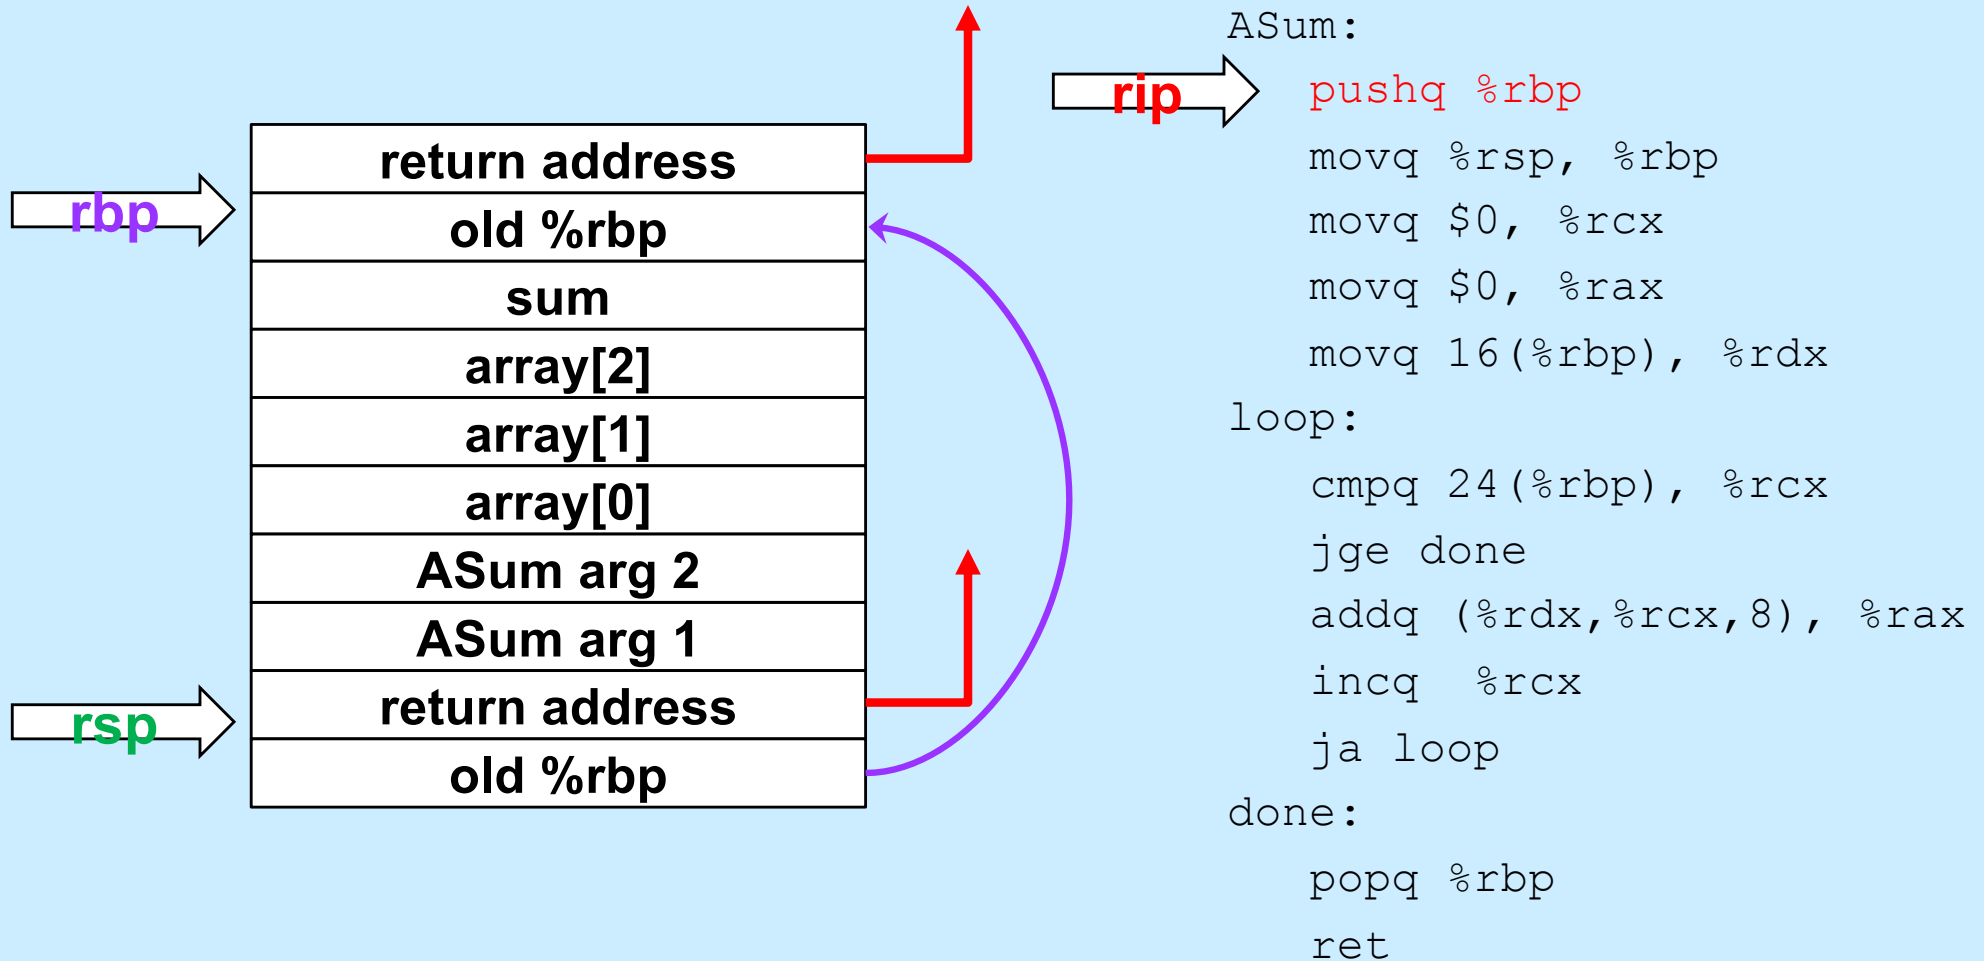 rbp
rsp
return address
old %rbp
sum
array[2]
array[1]
array[0]
ASum arg 2
ASum arg 1
return address
old %rbp
rip
ASum:
pushq %rbp
movq %rsp, %rbp
movq $0, %rcx
movq $0, %rax
movq 16(%rbp), %rdx
loop:
cmpq 24(%rbp), %rcx
jge done
addq (%rdx,%rcx,8), %rax
incq  %rcx
ja loop
done:
popq %rbp
ret